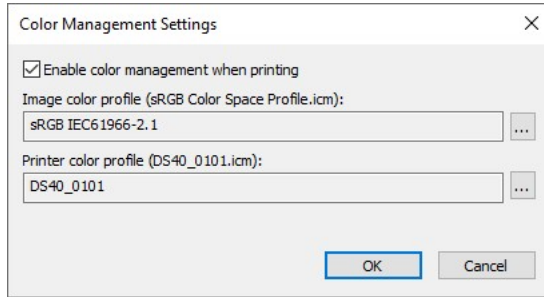 Color Management Settings
Enable color management when printing
Image color profile (sRGB Color Space Profile.icm):
sRGB IEC61966-2.1
...
Printer color profile (DS40_0101.icm):
DS40_0101
...
OK Cancel